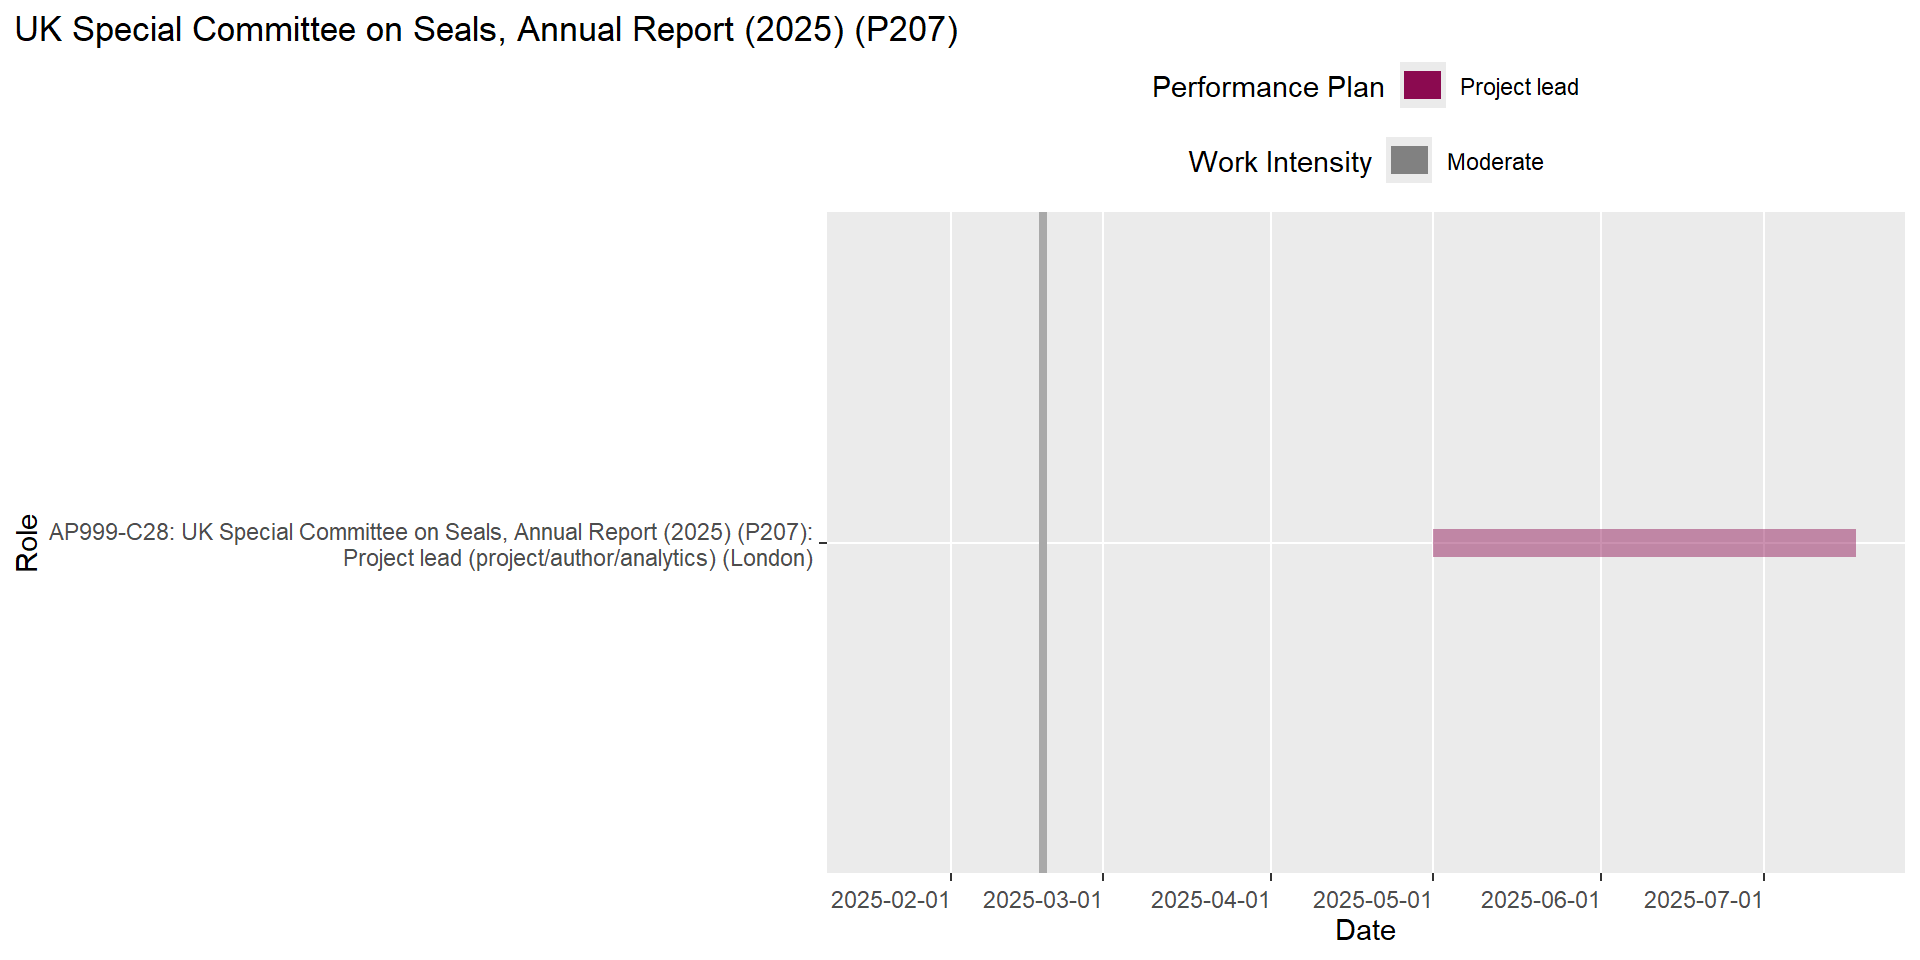 UK Special Committee on Seals, Annual Report (2025) (P207)
Performance Plan Project lead
Work Intensity Moderate
Role
AP999-C28: UK Special Committee on Seals, Annual Report (2025) (P207):
Project lead (project/author/analytics) (London)
2025-02-01 2025-03-01 2025-04-01 2025-05-01 2025-06-01 2025-07-01
Date